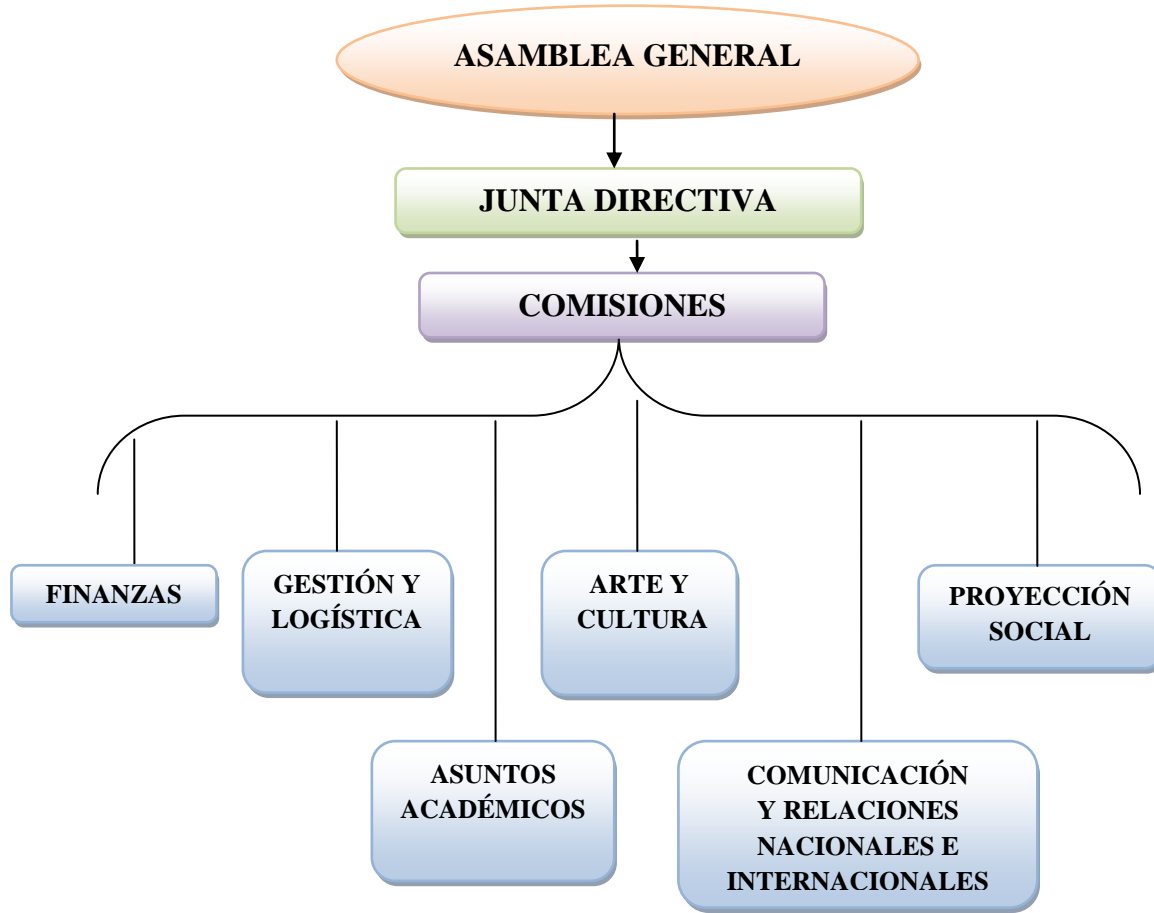 ASAMBLEA GENERAL
JUNTA DIRECTIVA
COMISIONES
FINANZAS
GESTIÓN Y
LOGÍSTICA
ARTE Y
CULTURA
PROYECCIÓN
SOCIAL
ASUNTOS
ACADÉMICOS
COMUNICACIÓN
Y RELACIONES
NACIONALES E
INTERNACIONALES